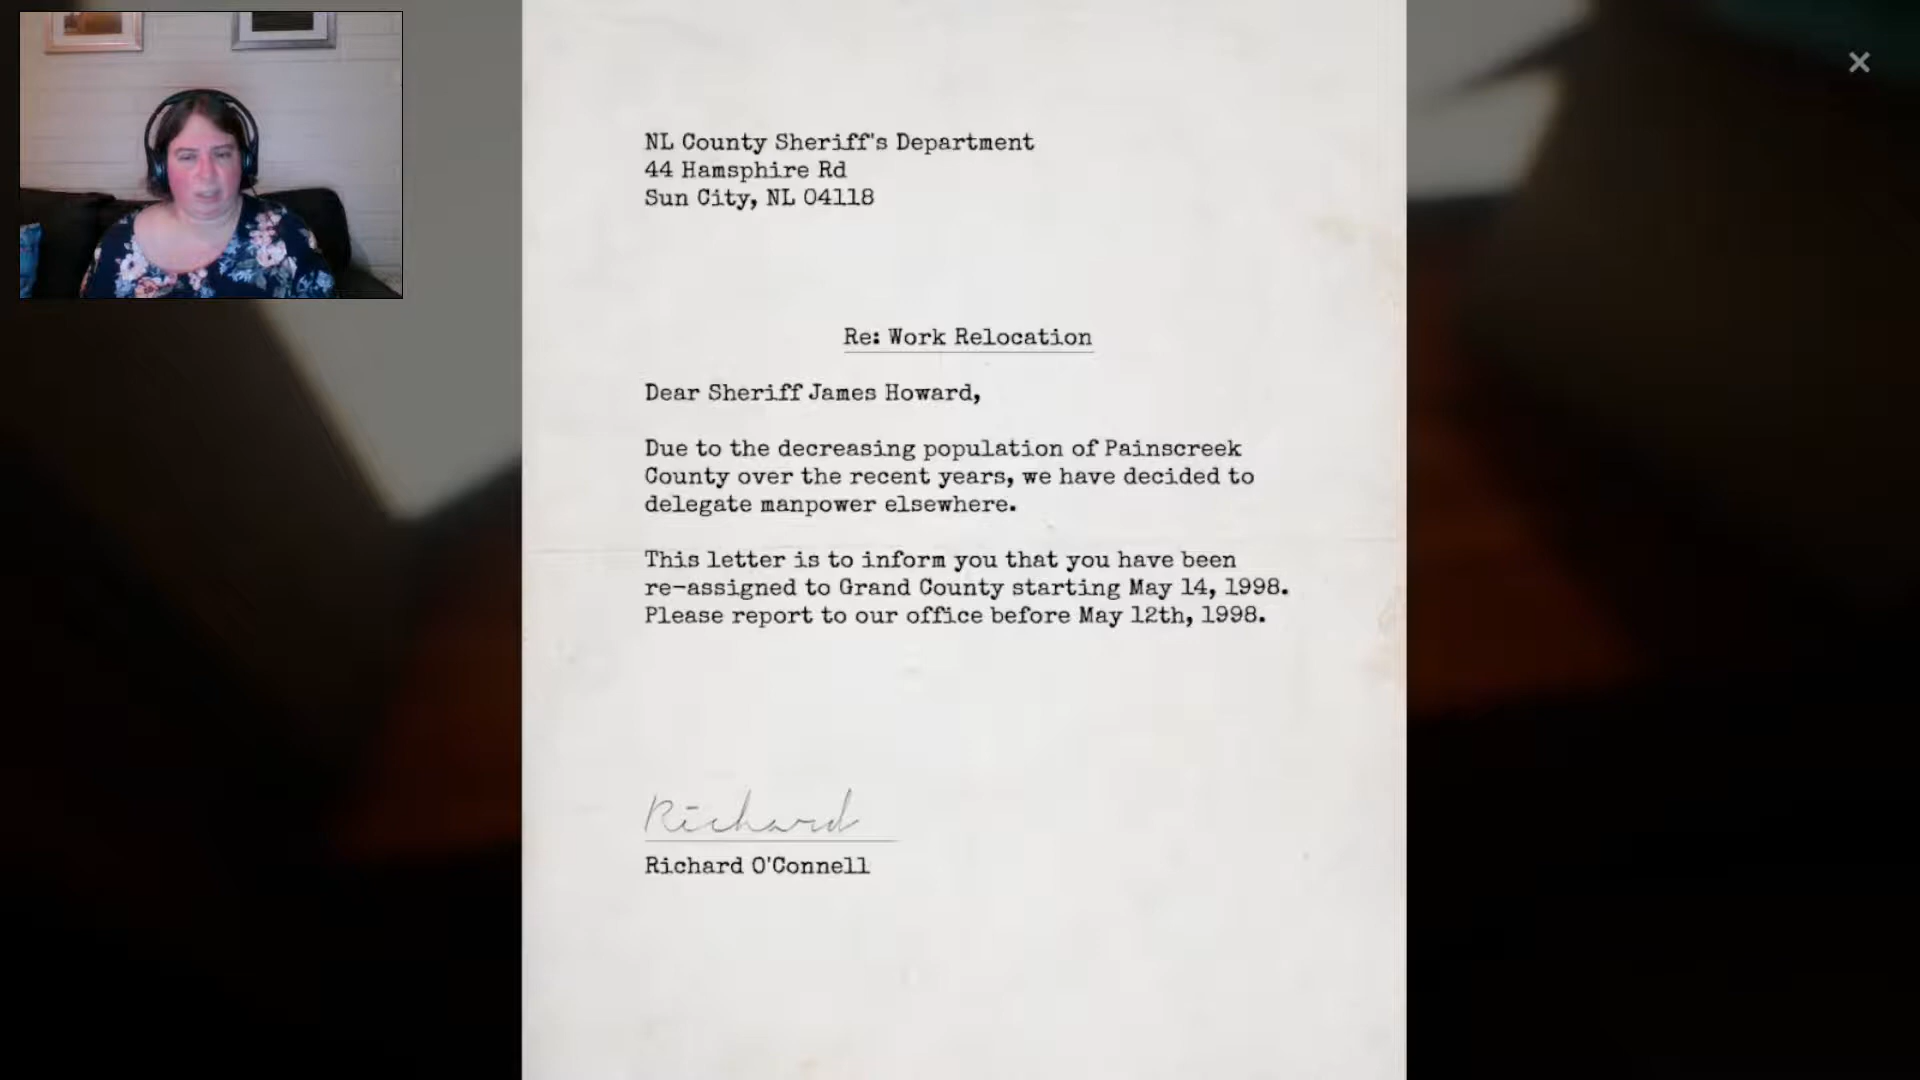 NL County Sheriff's Department
44 Hamsphire Rd
Sun City, NL 04118
Re: Work Relocation
Dear Sheriff James Howard,
Due to the decreasing population of Painscreek
County over the recent years, we have decided to
delegate manpower elsewhere.
This letter is to inform you that you have been
re-assigned to Grand County starting May 14, 1998.
Please report to our office before May 12th, 1998.
Richard
Richard O'Connell